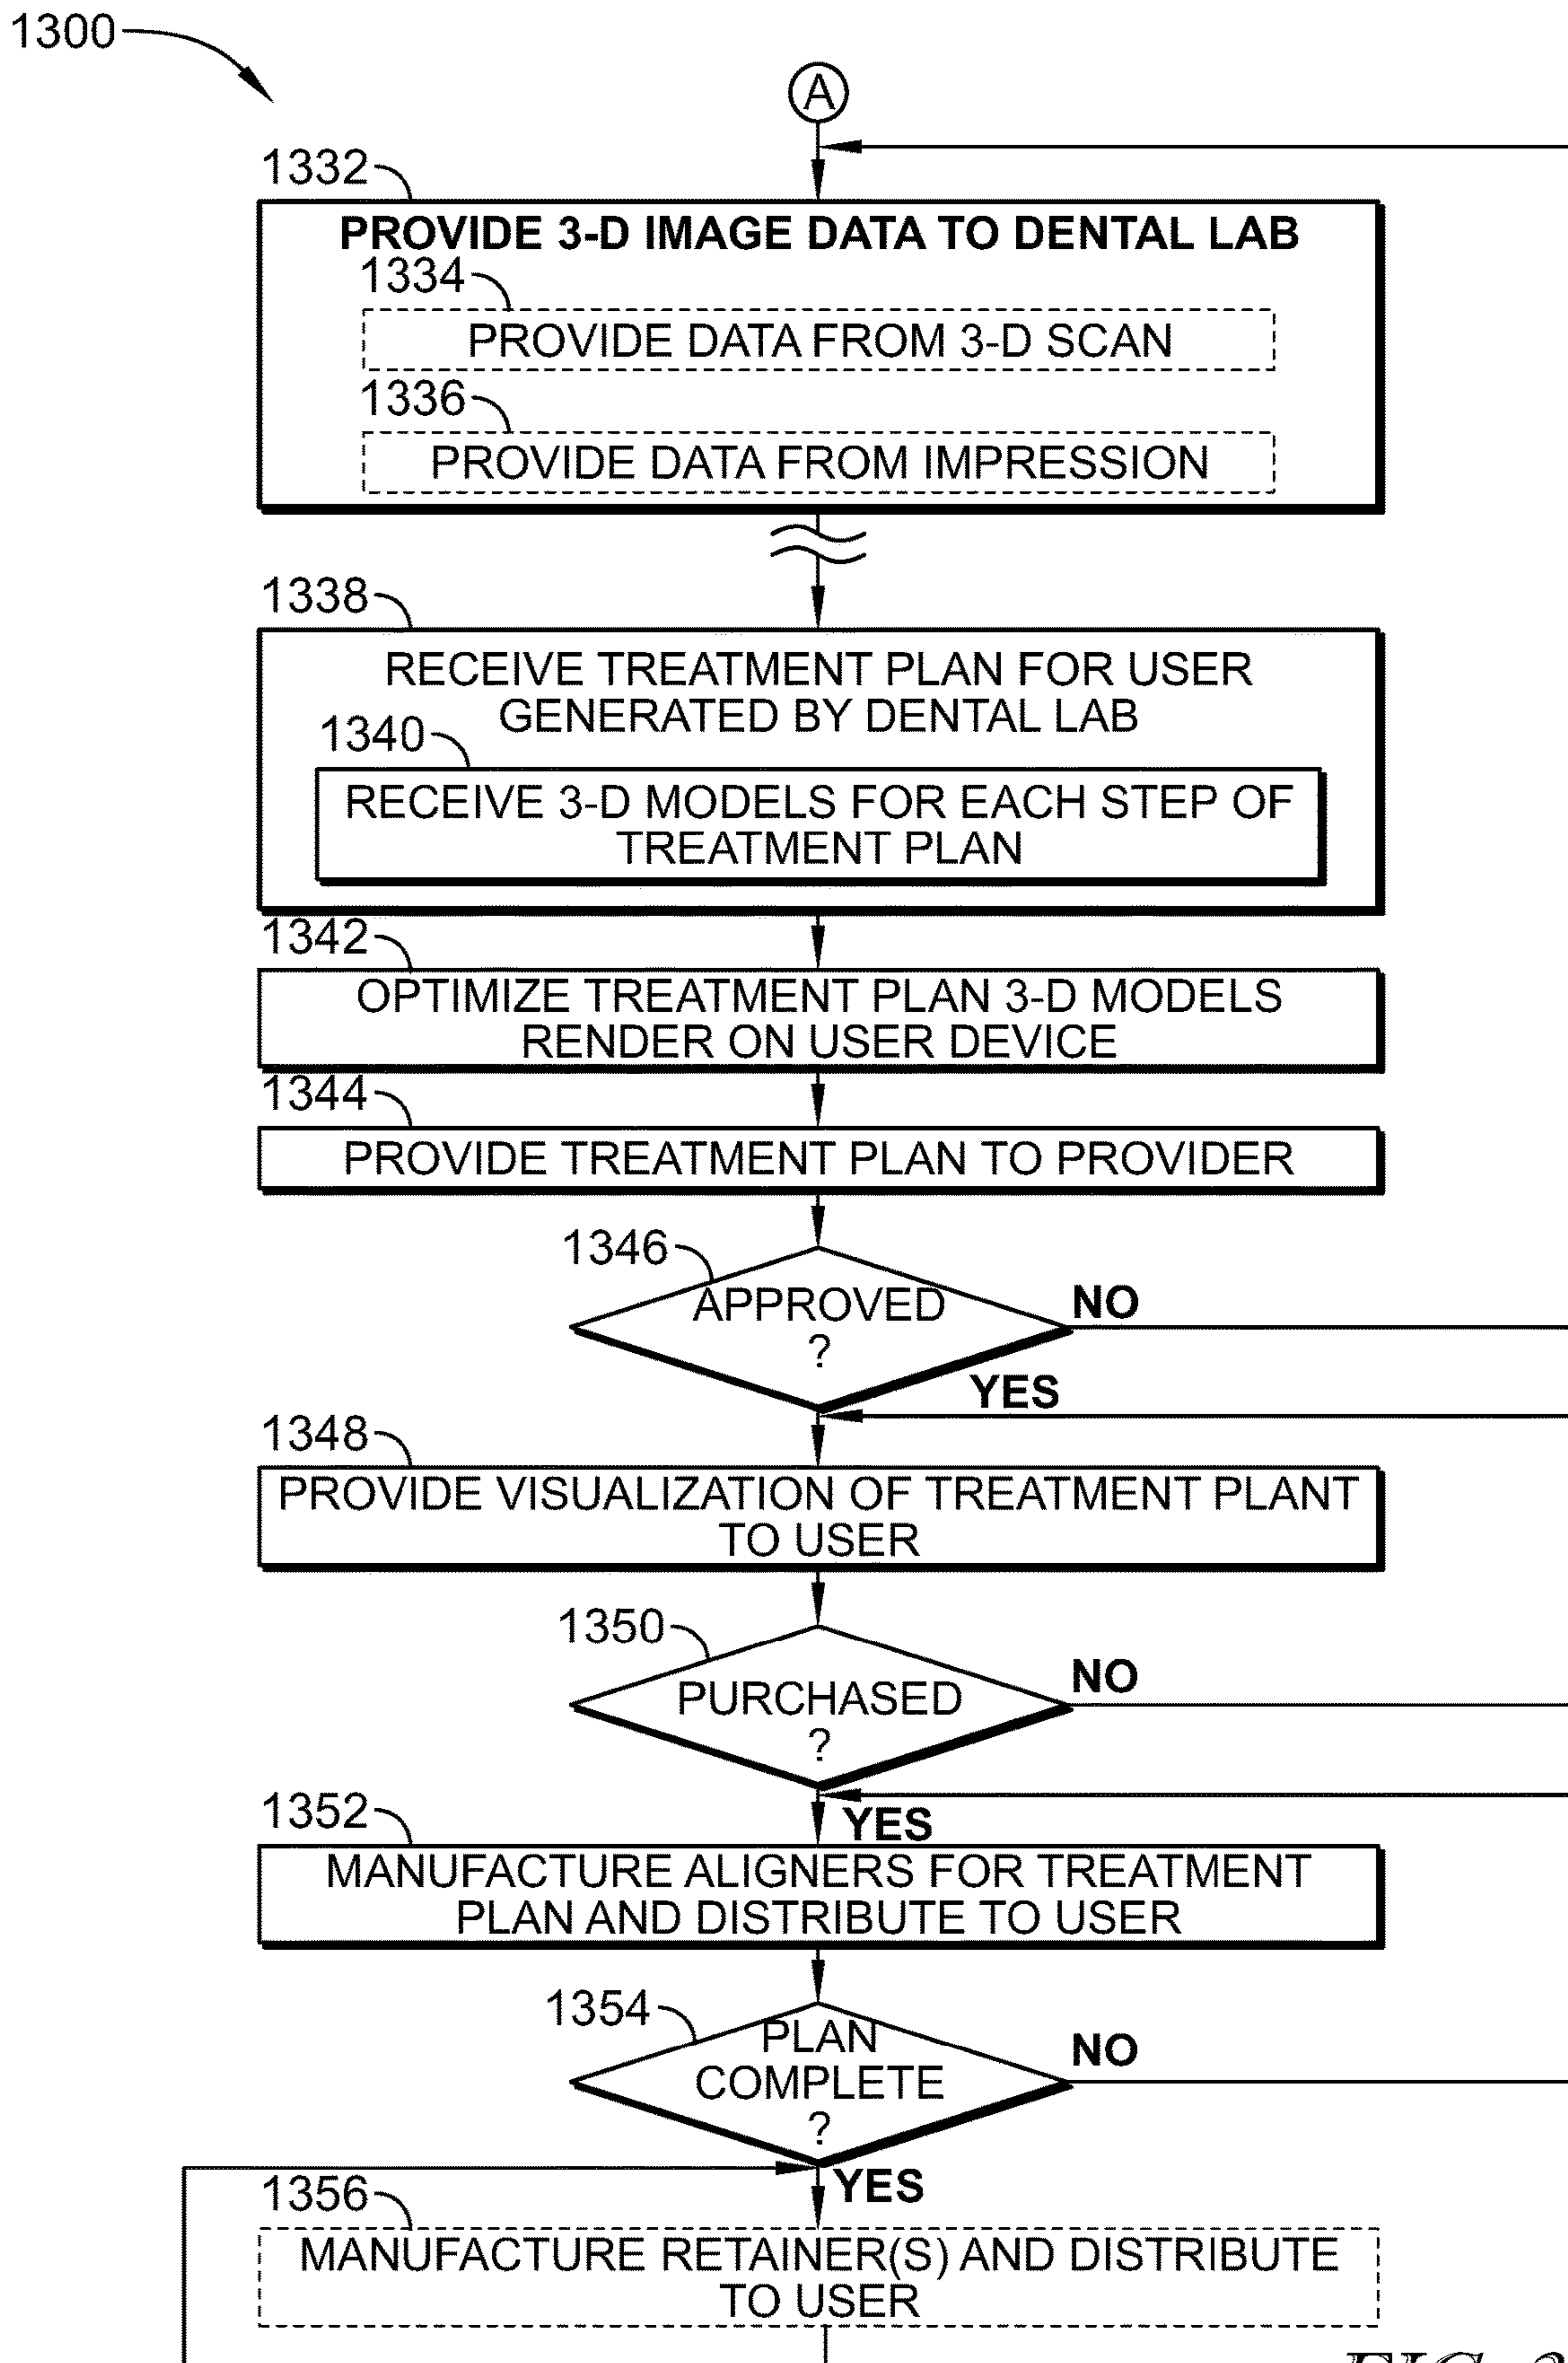 1300
A
1332
PROVIDE 3-D IMAGE DATA TO DENTAL LAB
1334
PROVIDE DATA FROM 3-D SCAN
1336
PROVIDE DATA FROM IMPRESSION
1338
RECEIVE TREATMENT PLAN FOR USER
GENERATED BY DENTAL LAB
1340
RECEIVE 3-D MODELS FOR EACH STEP OF
TREATMENT PLAN
1342
OPTIMIZE TREATMENT PLAN 3-D MODELS
RENDER ON USER DEVICE
1344
PROVIDE TREATMENT PLAN TO PROVIDER
1346
APPROVED
?
NO
YES
1348
PROVIDE VISUALIZATION OF TREATMENT PLANT
TO USER
1350
PURCHASED
?
NO
YES
1352
MANUFACTURE ALIGNERS FOR TREATMENT
PLAN AND DISTRIBUTE TO USER
1354
PLAN
COMPLETE
?
NO
YES
1356
MANUFACTURE RETAINER(S) AND DISTRIBUTE
TO USER